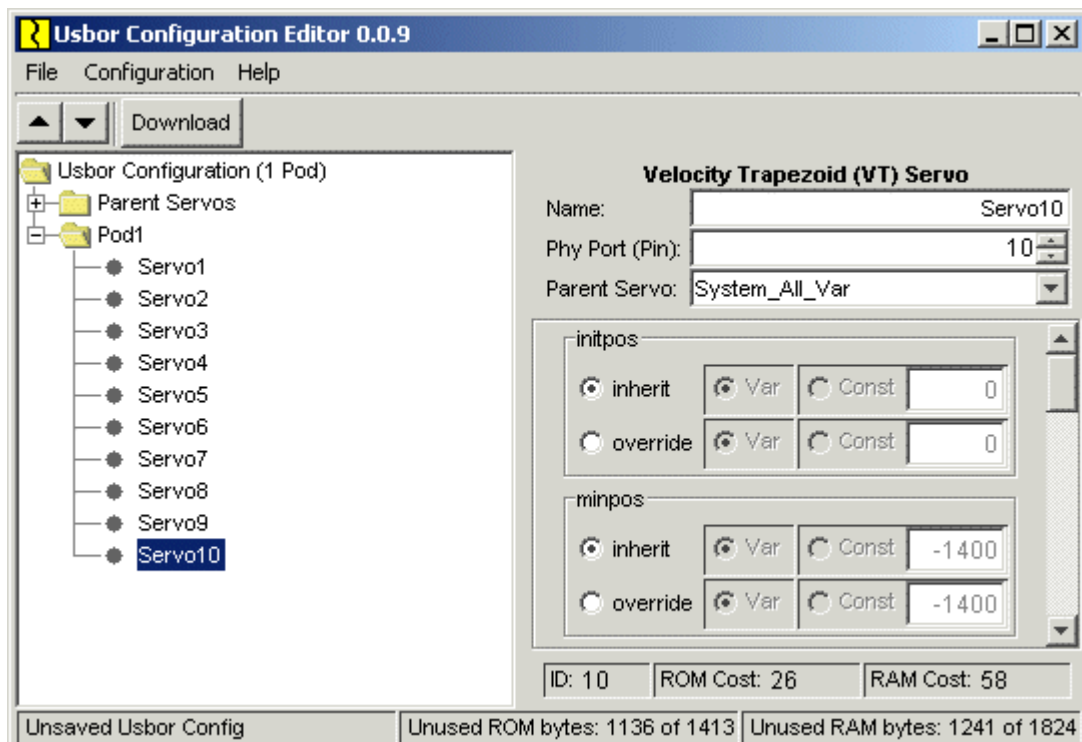 Usbor Configuration Editor 0.0.9
File Configuration Help
Download
Usbor Configuration (1 Pod)
Parent Servos
Pod1
Servo1
Servo2
Servo3
Servo4
Servo5
Servo6
Servo7
Servo8
Servo9
Servo10
Velocity Trapezoid (VT) Servo
Name: Servo10
Phy Port (Pin): 10
Parent Servo: System_All_Var
initpos
inherit Var Const 0
override Var Const 0
minpos
inherit Var Const -1400
override Var Const -1400
ID: 10 ROM Cost: 26 RAM Cost: 58
Unsaved Usbor Config Unused ROM bytes: 1136 of 1413 Unused RAM bytes: 1241 of 1824